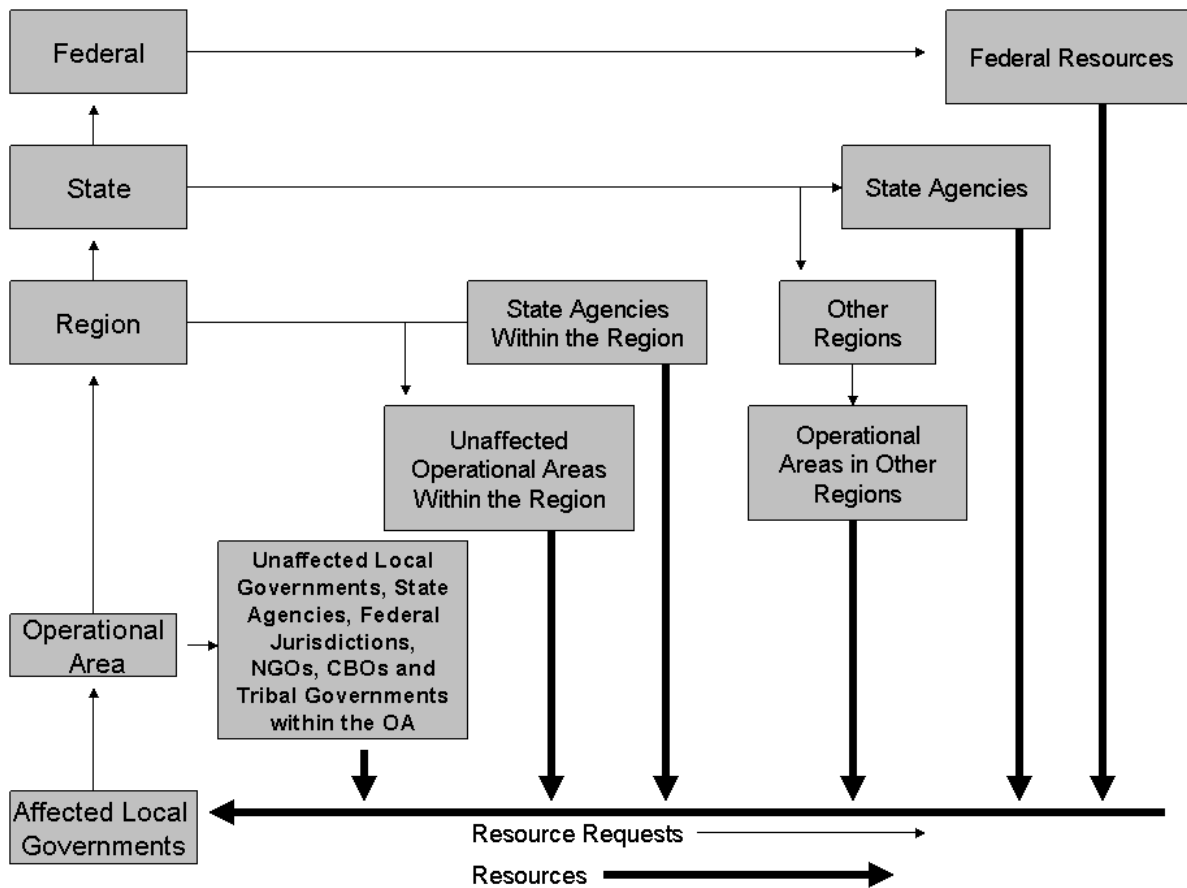 Federal
Federal Resources
State
State Agencies
Region
State Agencies
Within the Region
Other
Regions
Unaffected
Operational Areas
Within the Region
Operational
Areas in Other
Regions
Operational
Area
Unaffected Local
Governments, State
Agencies, Federal
Jurisdictions,
NGOs, CBOs and
Tribal Governments
within the OA
Affected Local
Governments
Resource Requests
Resources